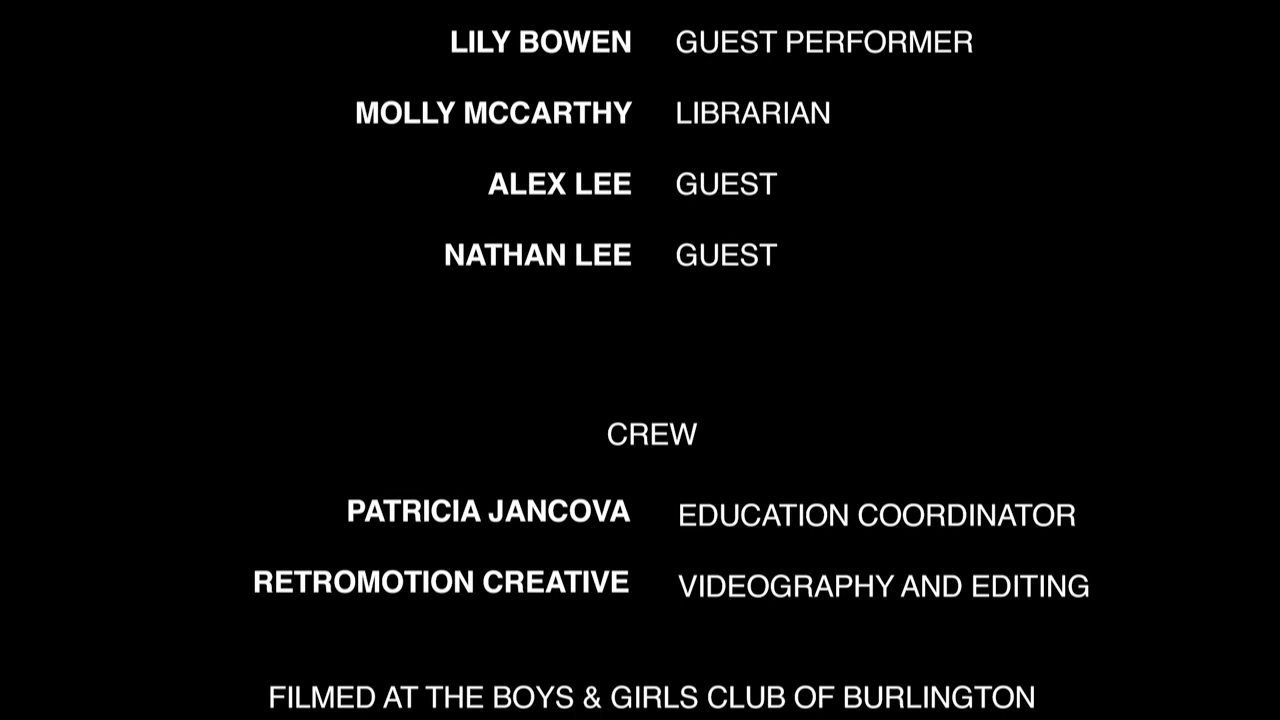 LILY BOWEN GUEST PERFORMER
MOLLY MCCARTHY LIBRARIAN
ALEX LEE GUEST
NATHAN LEE GUEST
CREW
PATRICIA JANCOVA EDUCATION COORDINATOR
RETROMOTION CREATIVE VIDEOGRAPHY AND EDITING
FILMED AT THE BOYS & GIRLS CLUB OF BURLINGTON